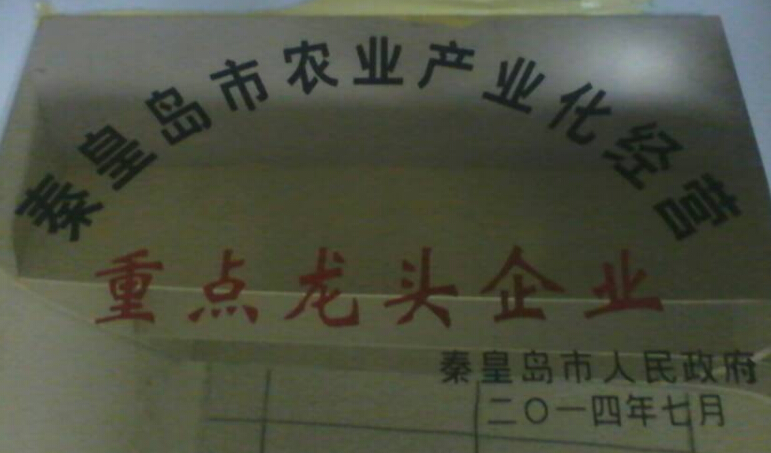 秦皇岛市农业产业化经营
重点龙头企业
秦皇岛市人民政府
二〇一四年七月